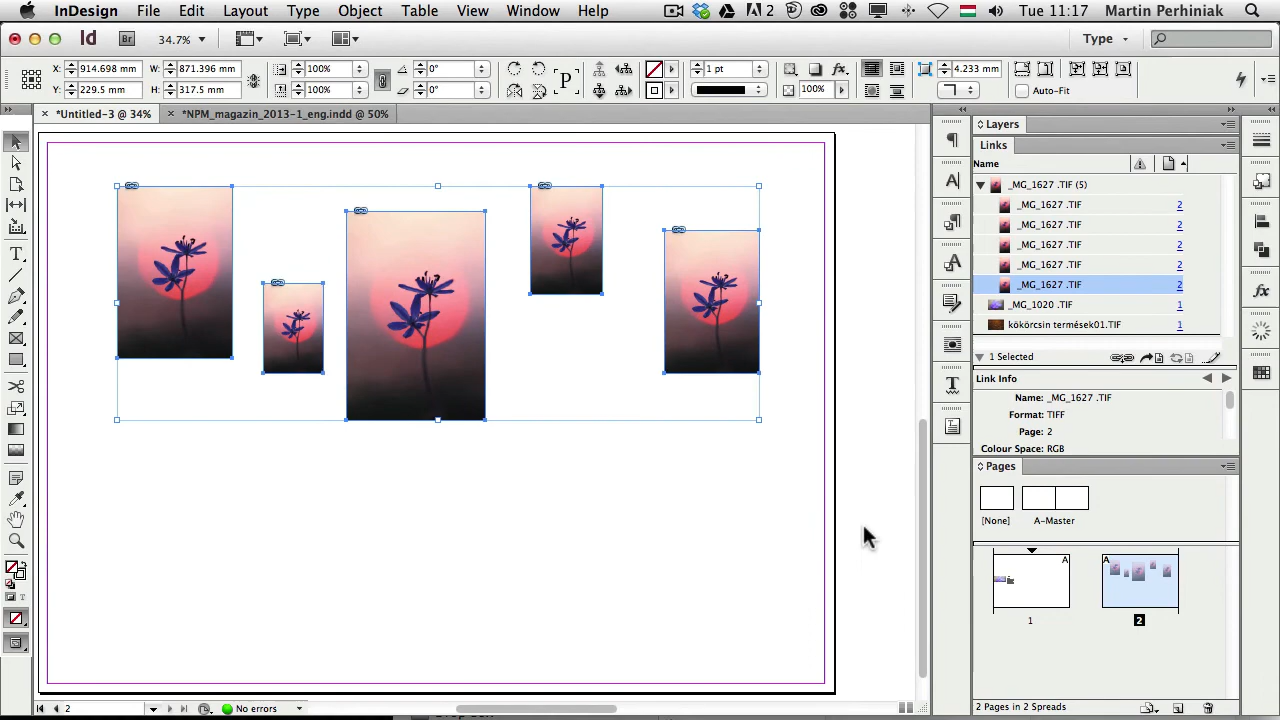 InDesign File Edit Layout Type Object Table View Window Help A 2 Tue 11:17 Martin Perhiniak
Id Br 34.7% Type
X: 914.698 mm W: 871.396 mm 100% 0° P 1 pt fx 4.233 mm
Y: 229.5 mm H: 317.5 mm 100% 0° 100% Auto-Fit
*Untitled-3 @ 34% *NPM_magazin_2013-1_eng.indd @ 50%
Layers
Links
Name
_MG_1627 .TIF (5)
_MG_1627 .TIF 2
_MG_1627 .TIF 2
_MG_1627 .TIF 2
_MG_1627 .TIF 2
_MG_1627 .TIF 2
_MG_1020 .TIF 1
kökörcsin termések01.TIF 1
1 Selected
Link Info
Name: _MG_1627 .TIF
Format: TIFF
Page: 2
Colour Space: RGB
Pages
[None] A-Master
A A
1 2
2 Pages in 2 Spreads
2 No errors